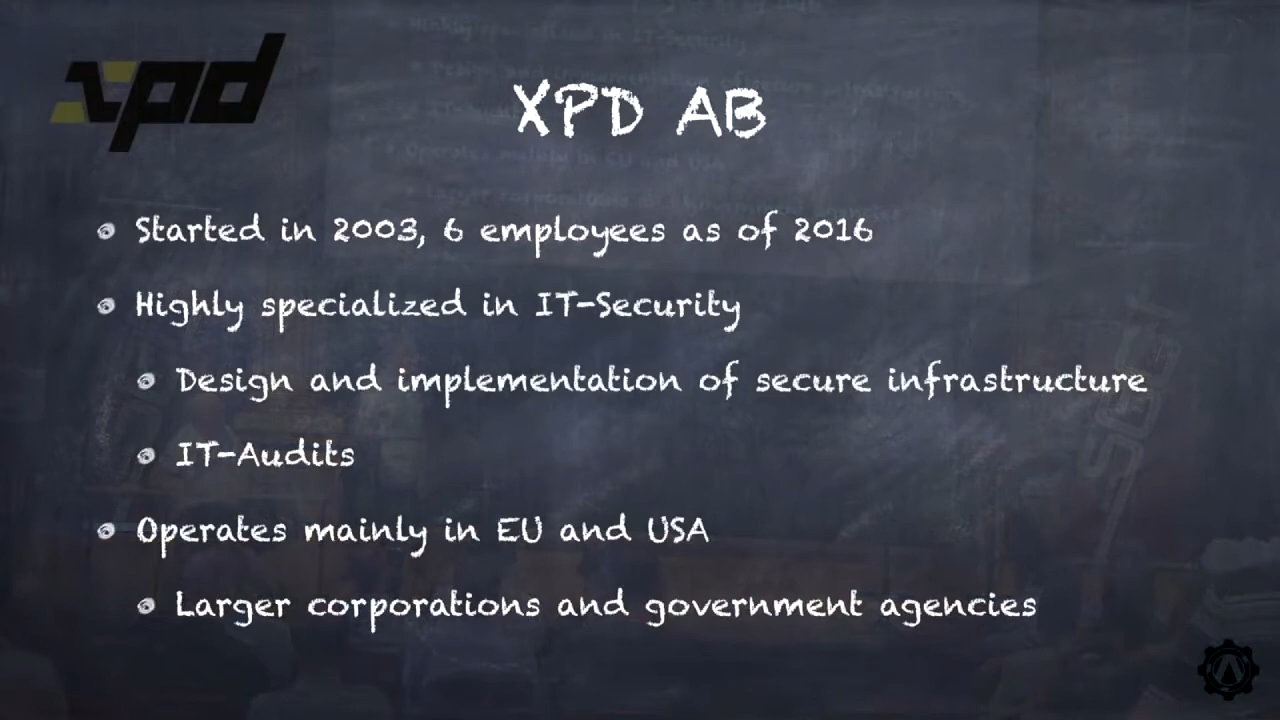 xpd
XPD AB
Started in 2003, 6 employees as of 2016
Highly specialized in IT-Security
Design and implementation of secure infrastructure
IT-Audits
Operates mainly in EU and USA
Larger corporations and government agencies